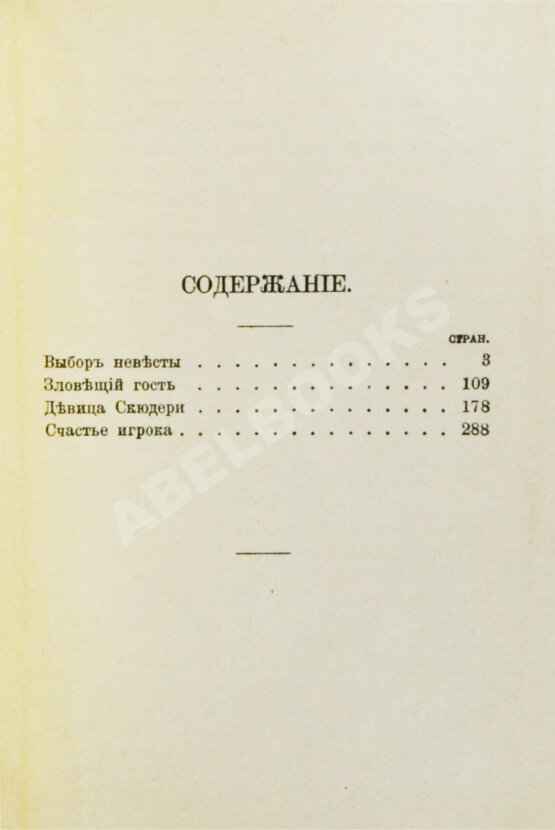 СОДЕРЖАНІЕ.
СТРАН.
Выборъ невѣсты . . . . . . . . . . . . . . 3
Зловѣщій гость . . . . . . . . . . . . . . 109
Дѣвица Скюдери . . . . . . . . . . . . . . 178
Счастье игрока . . . . . . . . . . . . . . . 288
ABELBOOKS